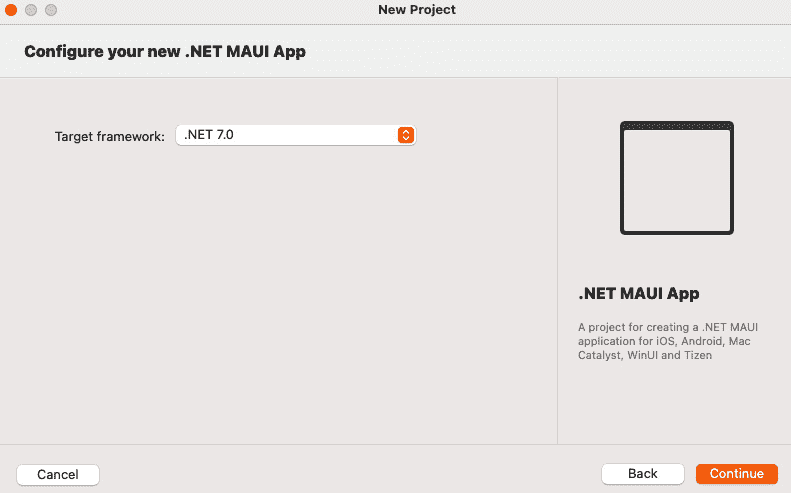 New Project
Configure your new .NET MAUI App
Target framework: .NET 7.0
.NET MAUI App
A project for creating a .NET MAUI
application for iOS, Android, Mac
Catalyst, WinUI and Tizen
Cancel Back Continue